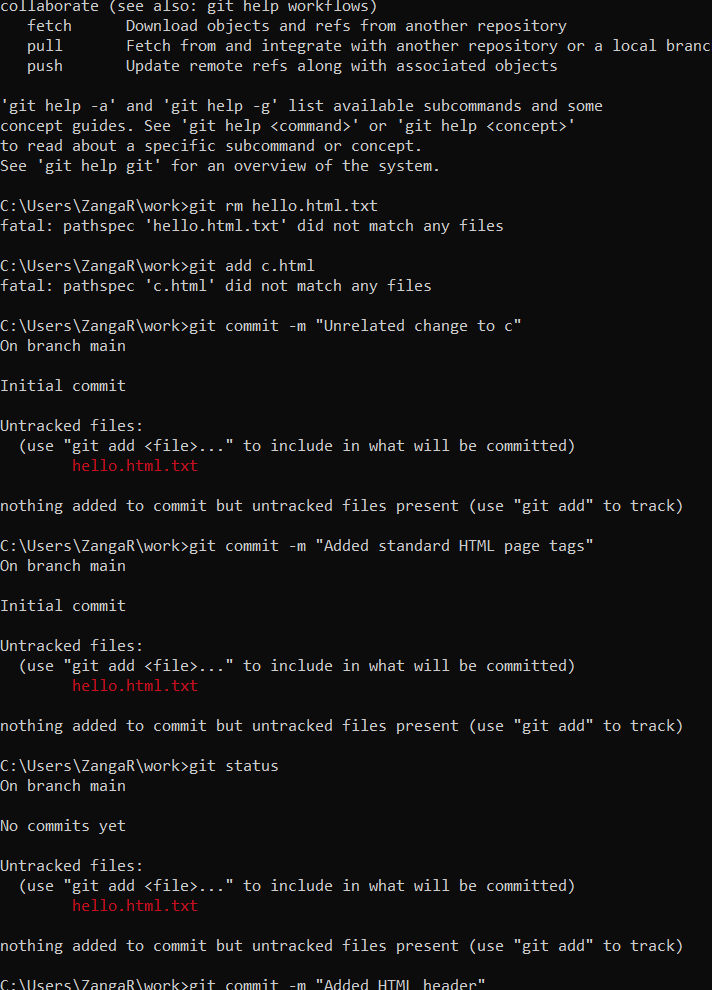 collaborate (see also: git help workflows)
   fetch      Download objects and refs from another repository
   pull       Fetch from and integrate with another repository or a local branc
   push       Update remote refs along with associated objects

'git help -a' and 'git help -g' list available subcommands and some
concept guides. See 'git help <command>' or 'git help <concept>'
to read about a specific subcommand or concept.
See 'git help git' for an overview of the system.

C:\Users\ZangaR\work>git rm hello.html.txt
fatal: pathspec 'hello.html.txt' did not match any files

C:\Users\ZangaR\work>git add c.html
fatal: pathspec 'c.html' did not match any files

C:\Users\ZangaR\work>git commit -m "Unrelated change to c"
On branch main

Initial commit

Untracked files:
  (use "git add <file>..." to include in what will be committed)
        hello.html.txt

nothing added to commit but untracked files present (use "git add" to track)

C:\Users\ZangaR\work>git commit -m "Added standard HTML page tags"
On branch main

Initial commit

Untracked files:
  (use "git add <file>..." to include in what will be committed)
        hello.html.txt

nothing added to commit but untracked files present (use "git add" to track)

C:\Users\ZangaR\work>git status
On branch main

No commits yet

Untracked files:
  (use "git add <file>..." to include in what will be committed)
        hello.html.txt

nothing added to commit but untracked files present (use "git add" to track)

C:\Users\ZangaR\work>git commit -m "Added HTML header"